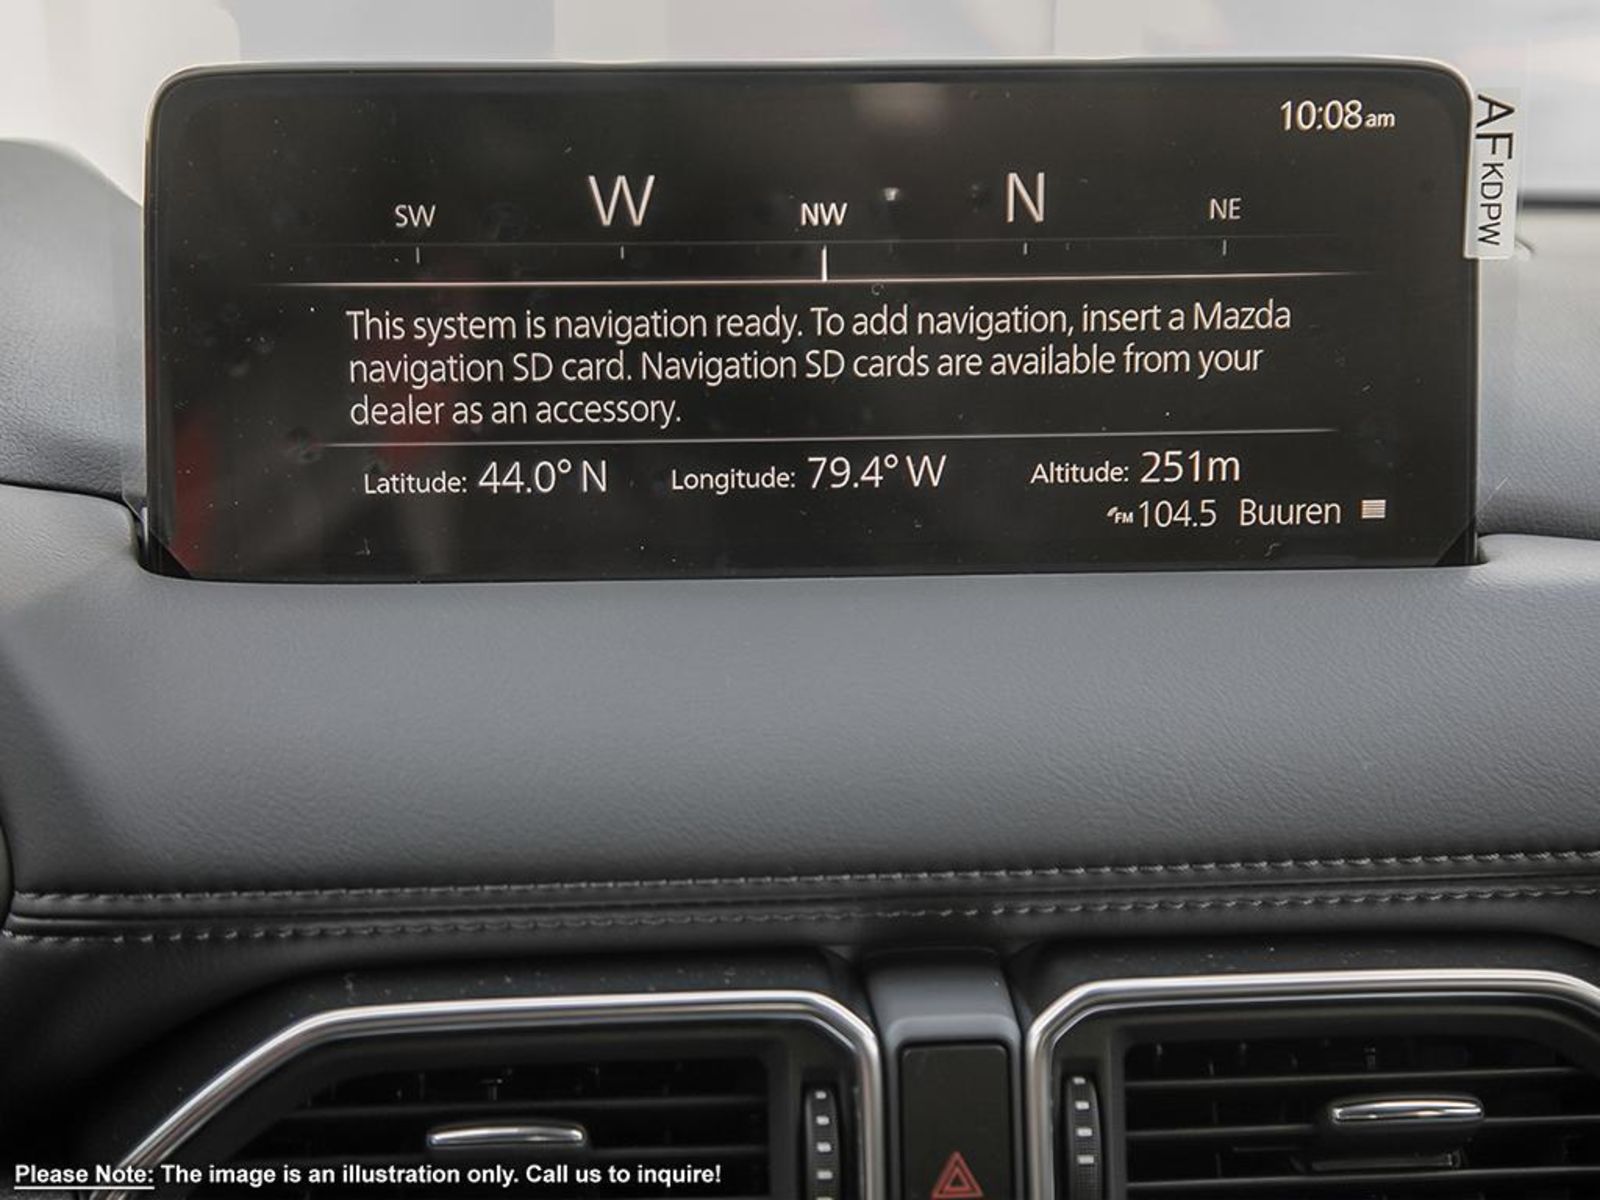 10:08am
SW W NW N NE
This system is navigation ready. To add navigation, insert a Mazda
navigation SD card. Navigation SD cards are available from your
dealer as an accessory.
Latitude: 44.0° N Longitude: 79.4° W Altitude: 251m
FM 104.5 Buuren
AFKDPW
Please Note: The image is an illustration only. Call us to inquire!